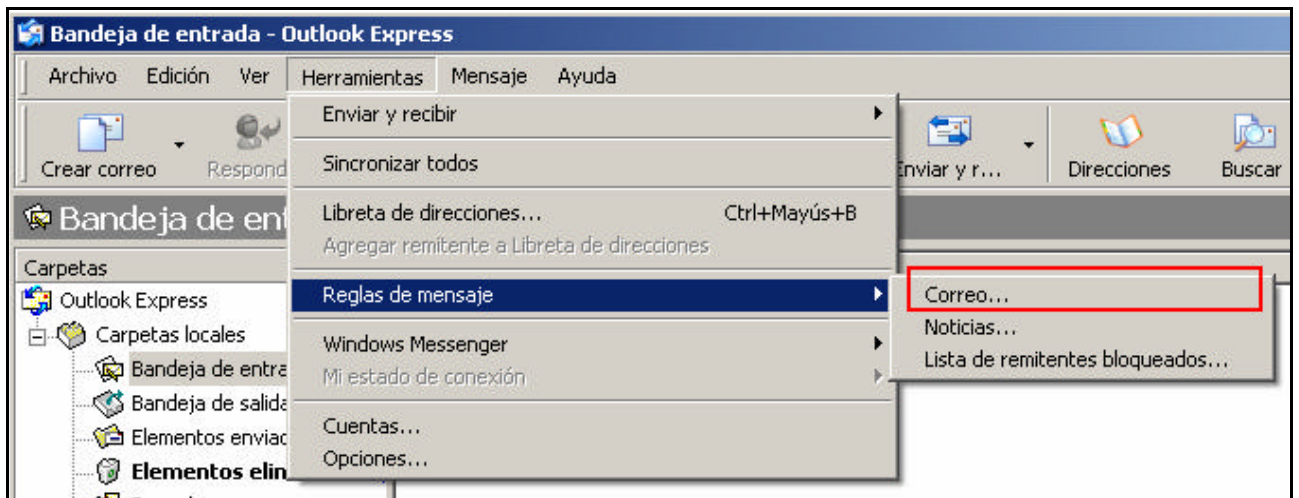 Bandeja de entrada - Outlook Express
Archivo Edición Ver Herramientas Mensaje Ayuda
Crear correo Respond Enviar y r... Direcciones Buscar
Bandeja de ent
Carpetas
Outlook Express
Carpetas locales
Bandeja de entra
Bandeja de salida
Elementos enviad
Elementos elin
Enviar y recibir
Sincronizar todos
Libreta de direcciones... Ctrl+Mayús+B
Agregar remitente a Libreta de direcciones
Reglas de mensaje
Windows Messenger
Mi estado de conexión
Cuentas...
Opciones...
Correo...
Noticias...
Lista de remitentes bloqueados...